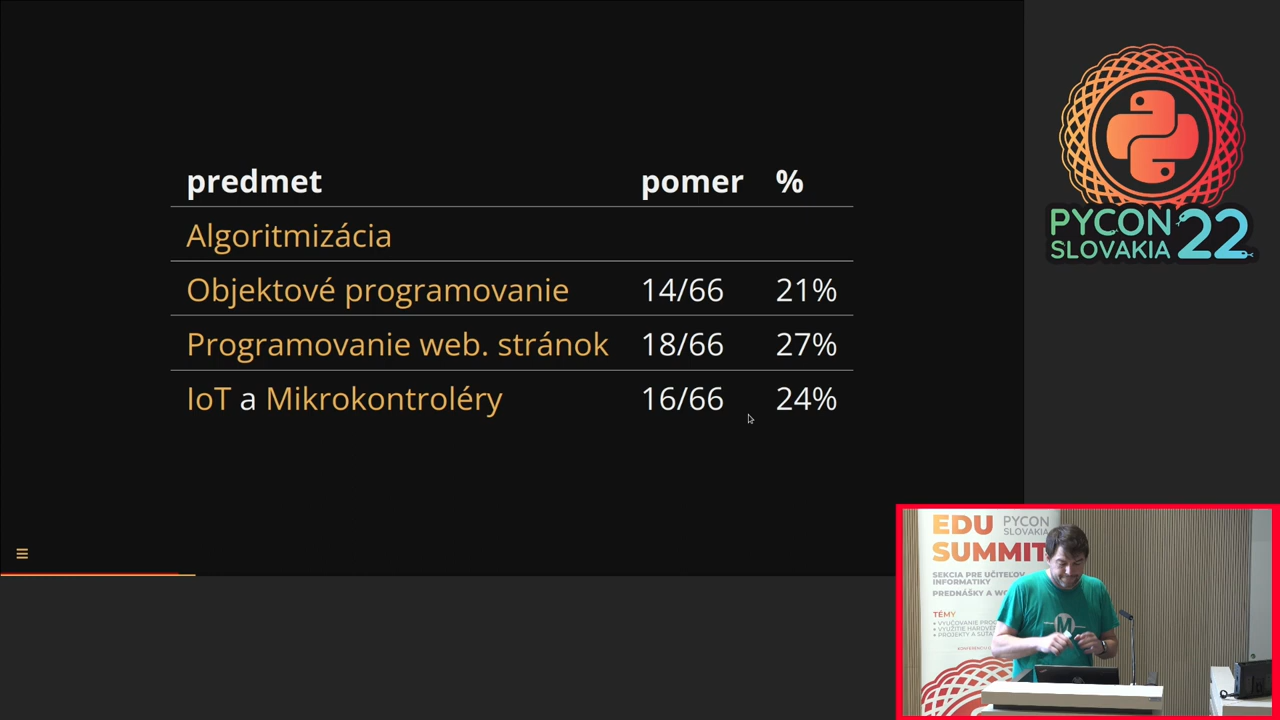 predmet pomer %
Algoritmizácia
Objektové programovanie 14/66 21%
Programovanie web. stránok 18/66 27%
IoT a Mikrokontroléry 16/66 24%
PYCON
SLOVAKIA 22
EDU PYCON
SLOVAKIA
SUMMIT
SEKCIA PRE UČITEĽOV
INFORMATIKY
PREDNÁŠKY A
TÉMY
M